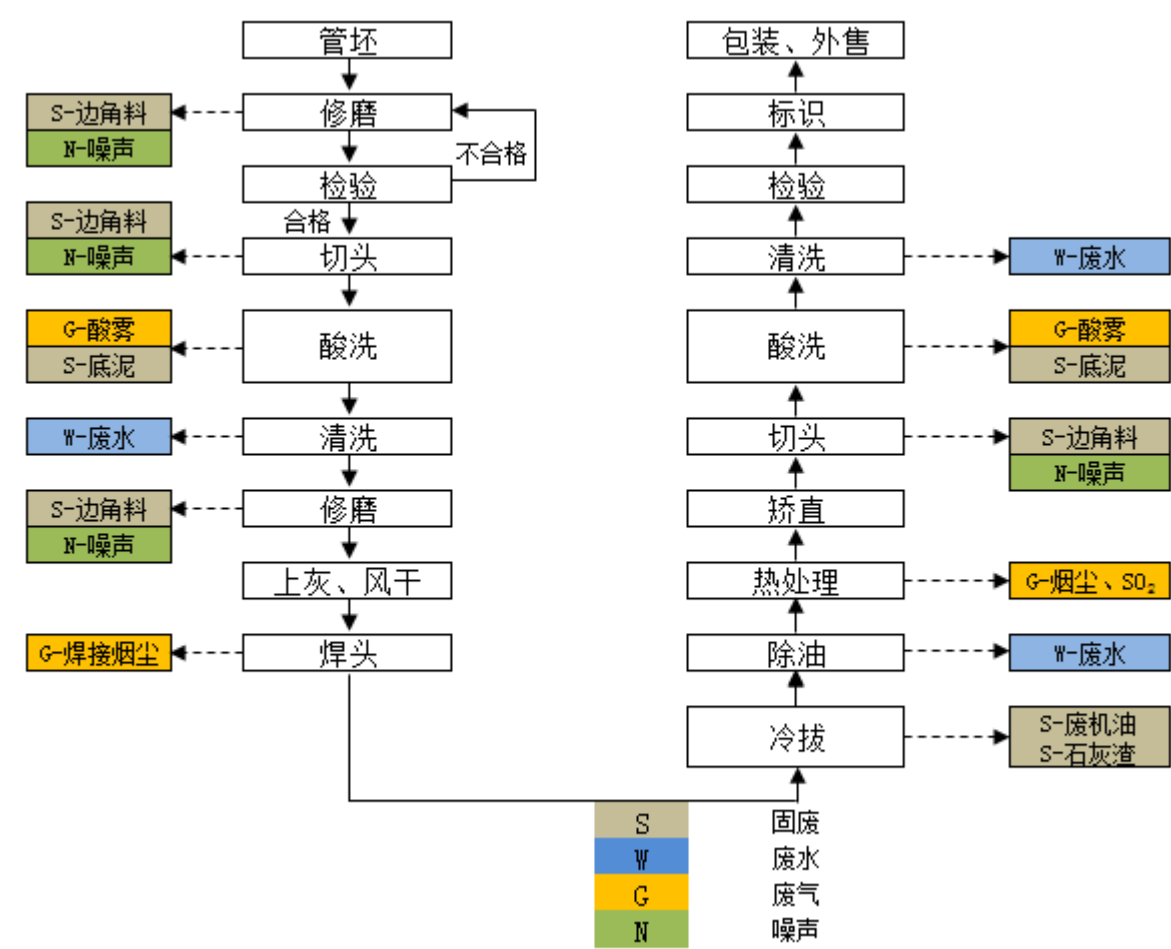 管坯
包装、外售
S-边角料
修磨
标识
N-噪声
不合格
检验
检验
S-边角料
合格
N-噪声
切头
清洗
W-废水
G-酸雾
酸洗
酸洗
G-酸雾
S-底泥
S-底泥
W-废水
清洗
切头
S-边角料
N-噪声
S-边角料
修磨
矫直
N-噪声
上灰、风干
热处理
G-烟尘、SO₂
G-焊接烟尘
焊头
除油
W-废水
冷拔
S-废机油
S-石灰渣
S 固废
W 废水
G 废气
N 噪声